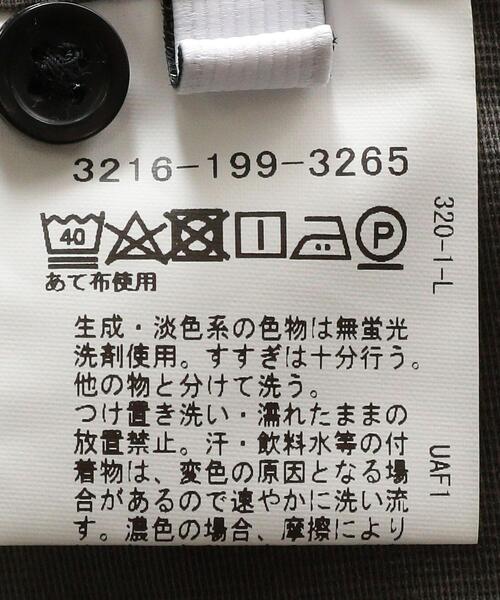 3216-199-3265
40 P
あて布使用
生成・淡色系の色物は無蛍光
洗剤使用。すすぎは十分行う。
他の物と分けて洗う。
つけ置き洗い・濡れたままの
放置禁止。汗・飲料水等の付
着物は、変色の原因となる場
合があるので速やかに洗い流
す。濃色の場合、摩擦により
320-1-L
UAF1